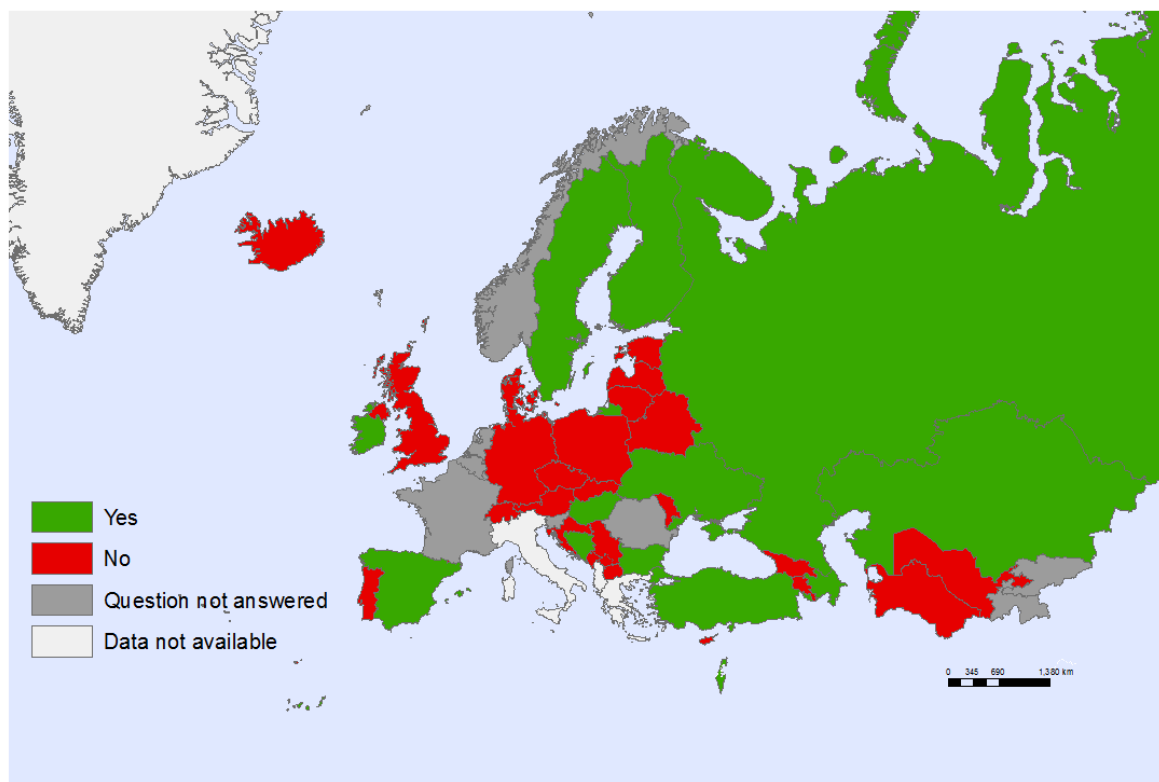 Yes
No
Question not answered
Data not available
0 345 690 1,380 km